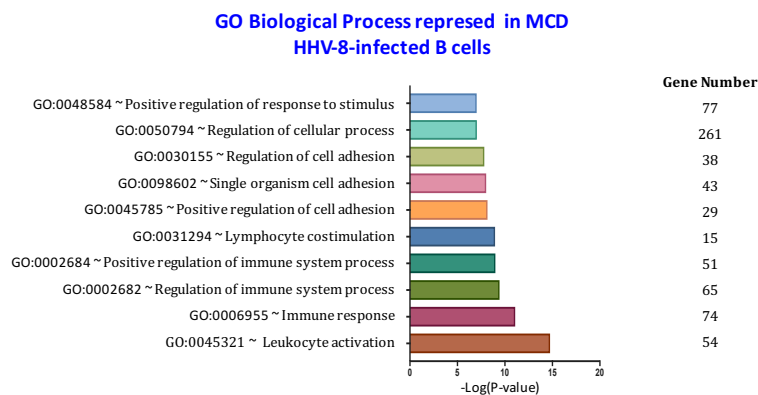 GO Biological Process represed in MCD
HHV-8-infected B cells
Gene Number
GO:0048584 ~ Positive regulation of response to stimulus 77
GO:0050794 ~ Regulation of cellular process 261
GO:0030155 ~ Regulation of cell adhesion 38
GO:0098602 ~ Single organism cell adhesion 43
GO:0045785 ~ Positive regulation of cell adhesion 29
GO:0031294 ~ Lymphocyte costimulation 15
GO:0002684 ~ Positive regulation of immune system process 51
GO:0002682 ~ Regulation of immune system process 65
GO:0006955 ~ Immune response 74
GO:0045321 ~ Leukocyte activation 54
0 5 10 15 20
-Log(P-value)